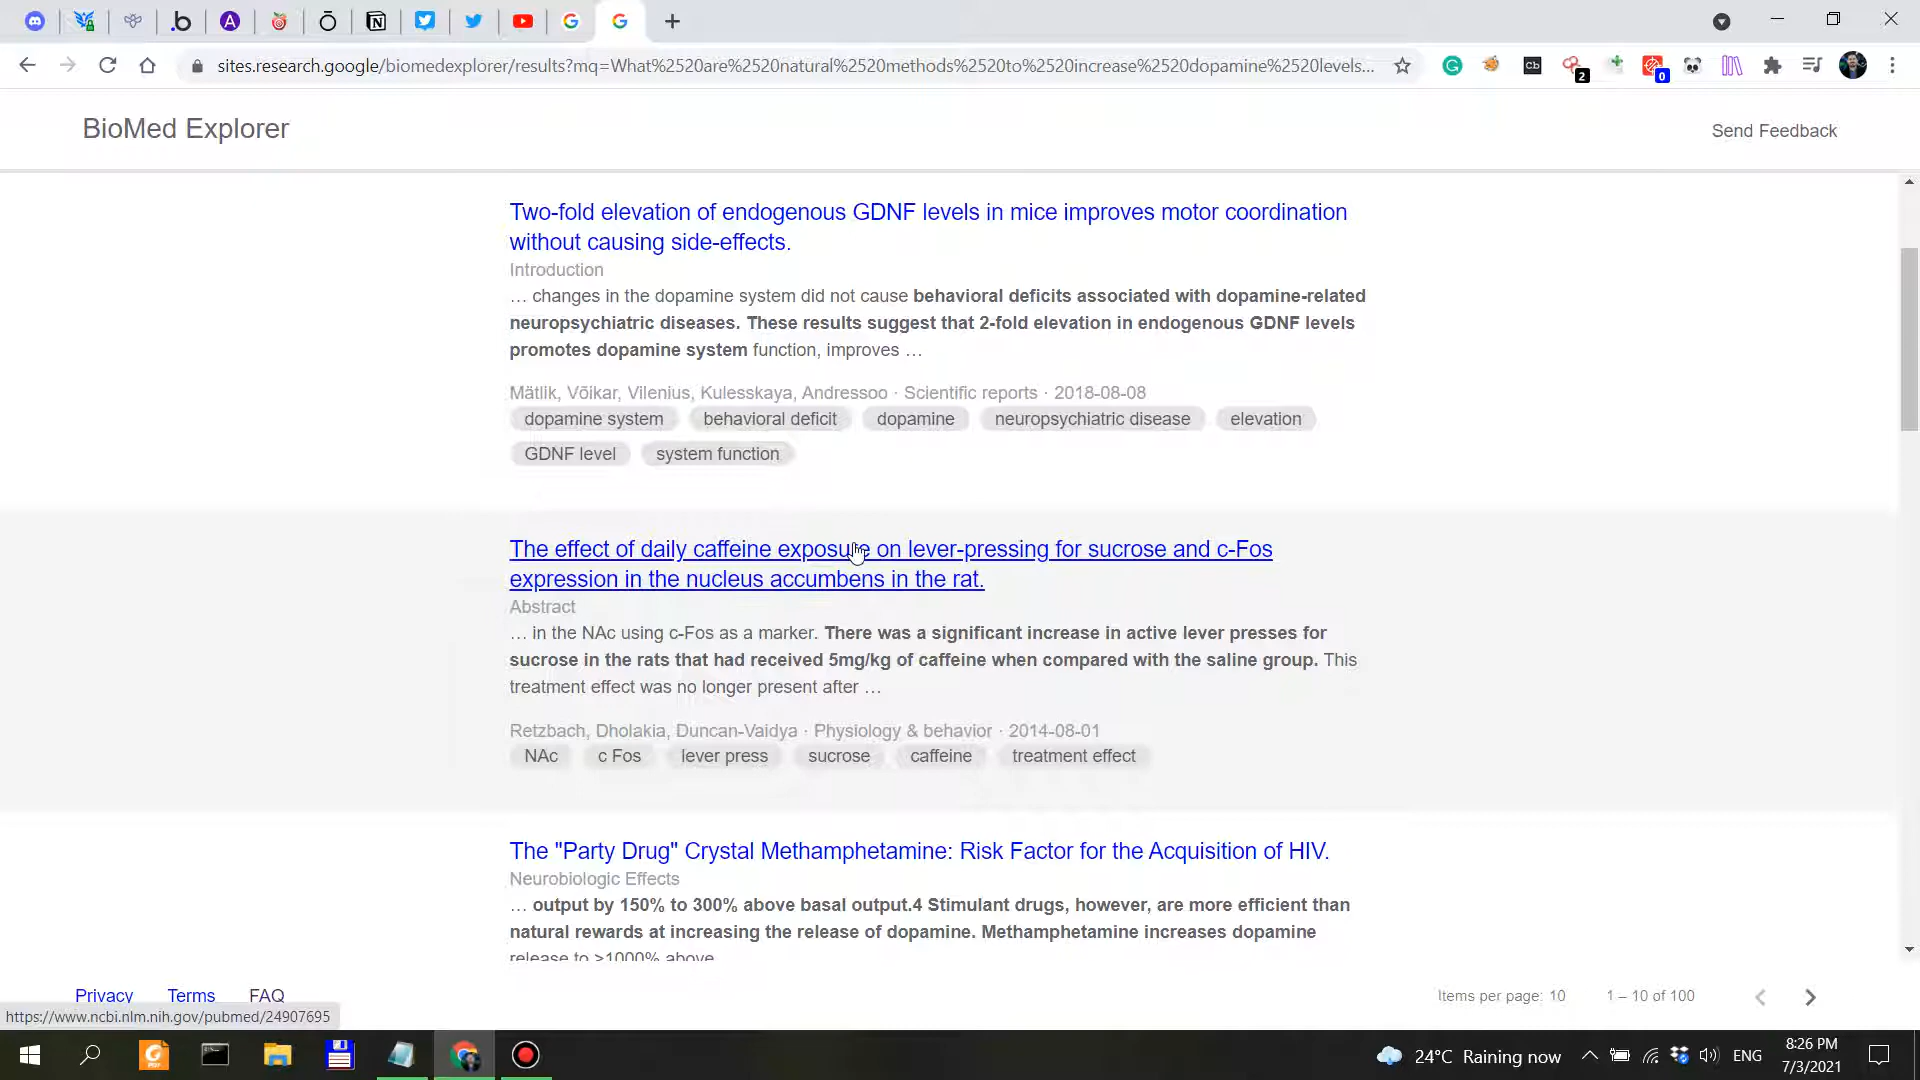 sites.research.google/biomedexplorer/results?mq=What%2520are%2520natural%2520methods%2520to%2520increase%2520dopamine%2520levels...
2
0
BioMed Explorer
Send Feedback
Two-fold elevation of endogenous GDNF levels in mice improves motor coordination
without causing side-effects.
Introduction
… changes in the dopamine system did not cause behavioral deficits associated with dopamine-related
neuropsychiatric diseases. These results suggest that 2-fold elevation in endogenous GDNF levels
promotes dopamine system function, improves …
Mätlik, Võikar, Vilenius, Kulesskaya, Andressoo · Scientific reports · 2018-08-08
dopamine system behavioral deficit dopamine neuropsychiatric disease elevation
GDNF level system function
The effect of daily caffeine exposure on lever-pressing for sucrose and c-Fos
expression in the nucleus accumbens in the rat.
Abstract
… in the NAc using c-Fos as a marker. There was a significant increase in active lever presses for
sucrose in the rats that had received 5mg/kg of caffeine when compared with the saline group. This
treatment effect was no longer present after …
Retzbach, Dholakia, Duncan-Vaidya · Physiology & behavior · 2014-08-01
NAc c Fos lever press sucrose caffeine treatment effect
The "Party Drug" Crystal Methamphetamine: Risk Factor for the Acquisition of HIV.
Neurobiologic Effects
… output by 150% to 300% above basal output.4 Stimulant drugs, however, are more efficient than
natural rewards at increasing the release of dopamine. Methamphetamine increases dopamine
release to >1000% above
Privacy Terms FAQ
Items per page: 10 1 – 10 of 100
https://www.ncbi.nlm.nih.gov/pubmed/24907695
24°C Raining now
ENG
8:26 PM
7/3/2021